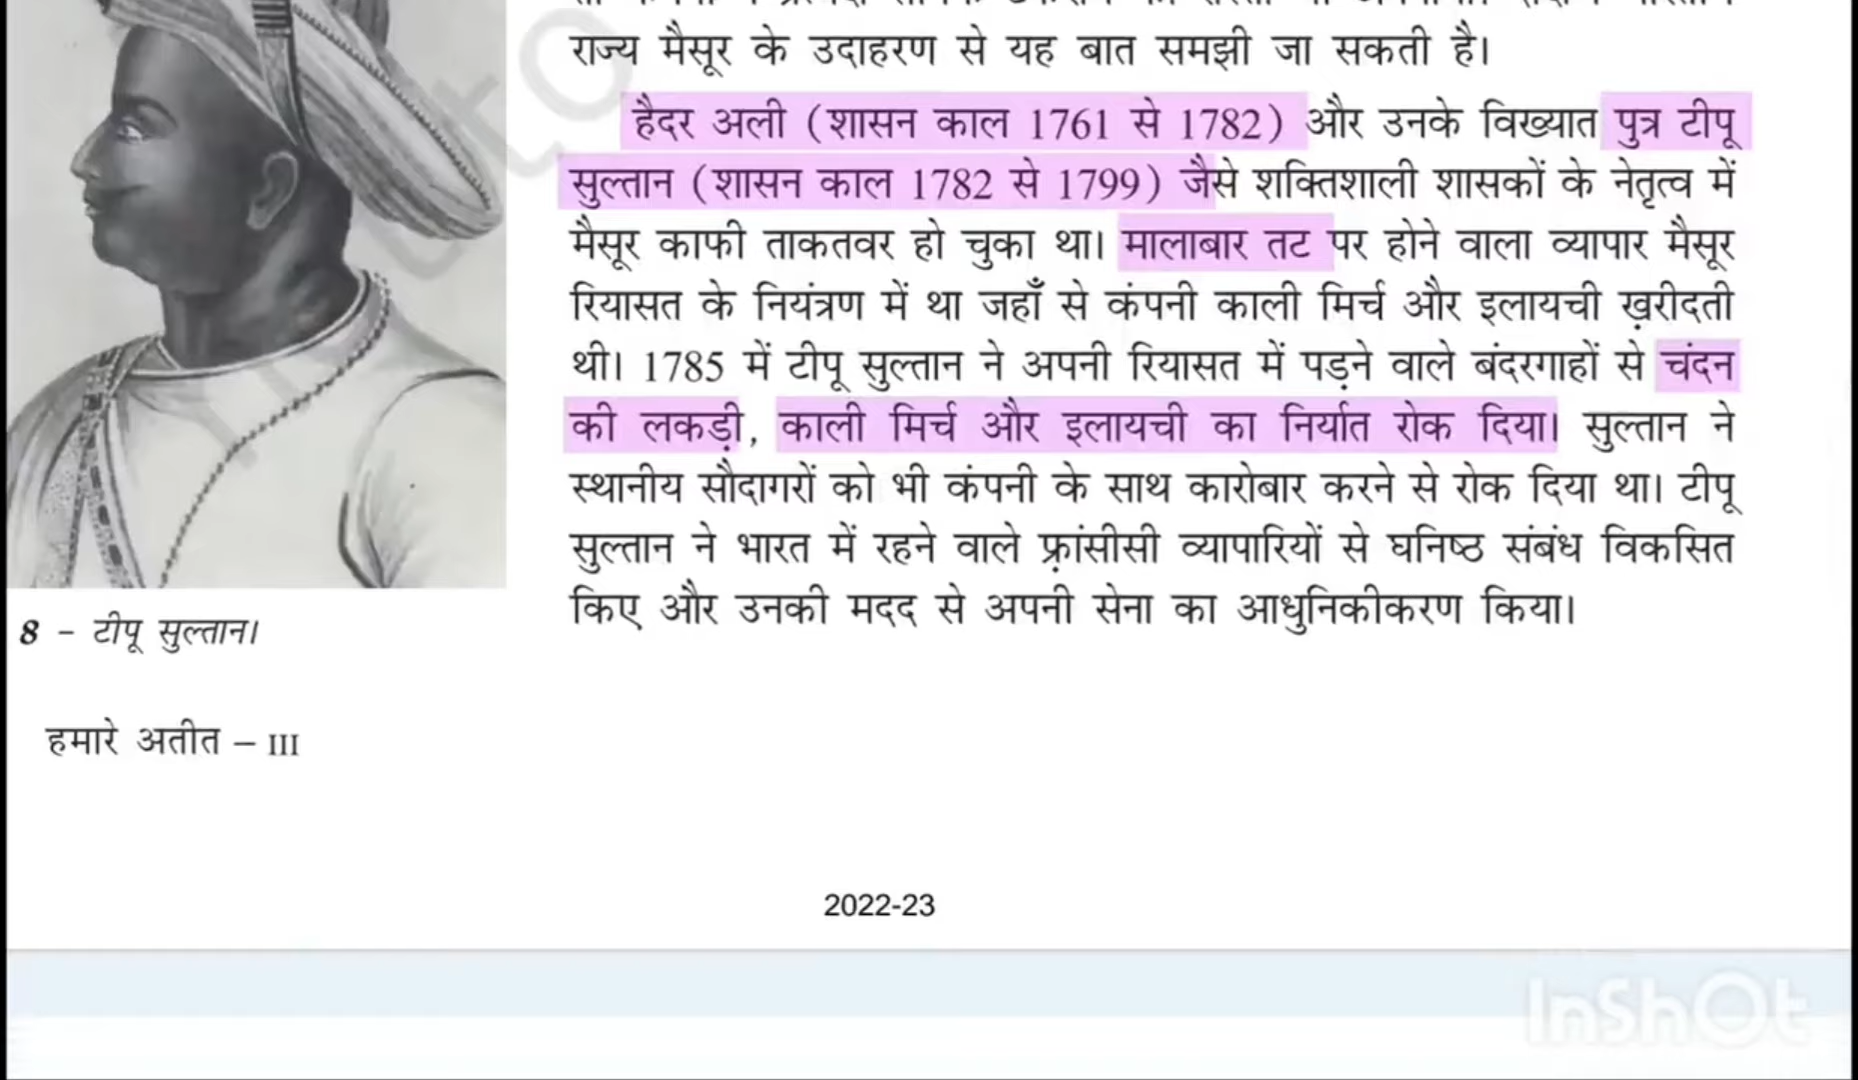 राज्य मैसूर के उदाहरण से यह बात समझी जा सकती है।
हैदर अली (शासन काल 1761 से 1782) और उनके विख्यात पुत्र टीपू
सुल्तान (शासन काल 1782 से 1799) जैसे शक्तिशाली शासकों के नेतृत्व में
मैसूर काफी ताकतवर हो चुका था। मालाबार तट पर होने वाला व्यापार मैसूर
रियासत के नियंत्रण में था जहाँ से कंपनी काली मिर्च और इलायची ख़रीदती
थी। 1785 में टीपू सुल्तान ने अपनी रियासत में पड़ने वाले बंदरगाहों से चंदन
की लकड़ी, काली मिर्च और इलायची का निर्यात रोक दिया। सुल्तान ने
स्थानीय सौदागरों को भी कंपनी के साथ कारोबार करने से रोक दिया था। टीपू
सुल्तान ने भारत में रहने वाले फ़्रांसीसी व्यापारियों से घनिष्ठ संबंध विकसित
किए और उनकी मदद से अपनी सेना का आधुनिकीकरण किया।
8 - टीपू सुल्तान।
हमारे अतीत – III
2022-23
InShOt